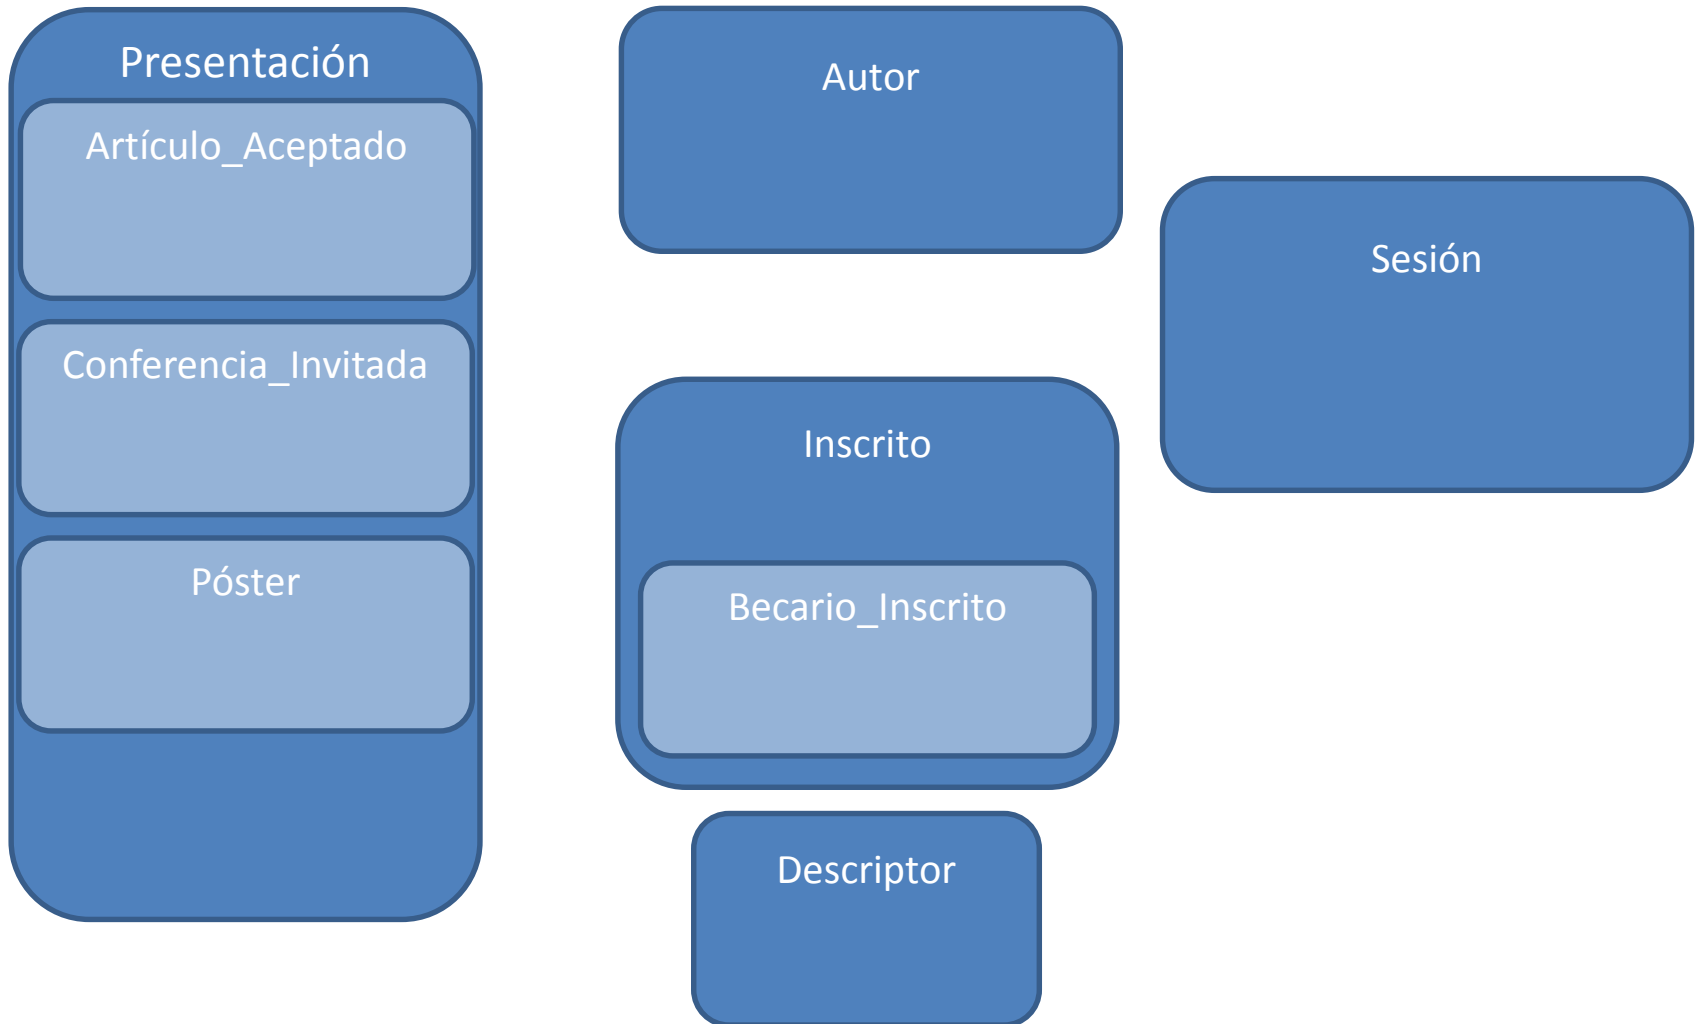 Presentación
Artículo_Aceptado
Conferencia_Invitada
Póster
Autor
Inscrito
Becario_Inscrito
Descriptor
Sesión